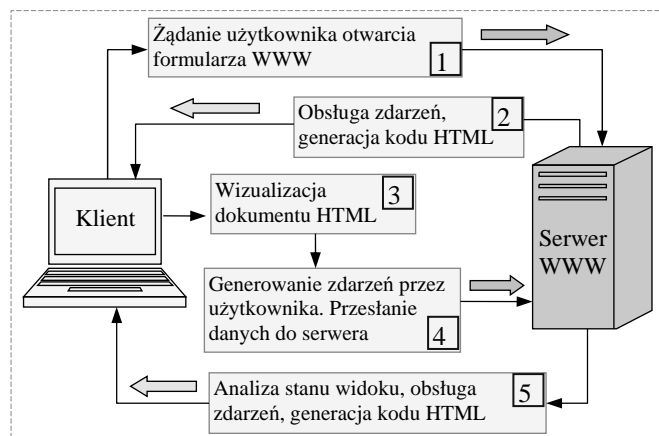 Żądanie użytkownika otwarcia
formularza WWW
1
Obsługa zdarzeń,
generacja kodu HTML
2
Klient
Wizualizacja
dokumentu HTML
3
Serwer
WWW
Generowanie zdarzeń przez
użytkownika. Przesłanie
danych do serwera
4
Analiza stanu widoku, obsługa
zdarzeń, generacja kodu HTML
5